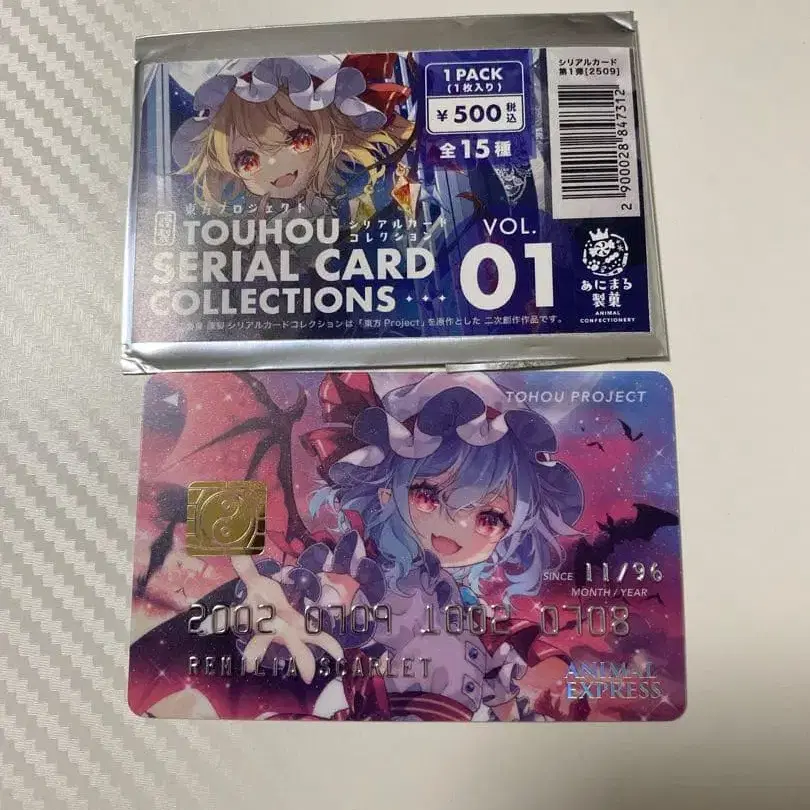 1 PACK
(1枚入り)
¥500 税込
全15種
シリアルカード
第1弾[2509]
2 900028 847312
東方プロジェクト
謹製 TOUHOU シリアルカード
コレクション
SERIAL CARD
COLLECTIONS
VOL.
01
あにまる
製菓
ANIMAL
CONFECTIONERY
謹製 シリアルカードコレクションは「東方Project」を原作とした 二次創作作品です。
TOHOU PROJECT
SINCE 11/96
MONTH/YEAR
2002 0709 1002 0708
REMILIA SCARLET
ANIMAL
EXPRESS